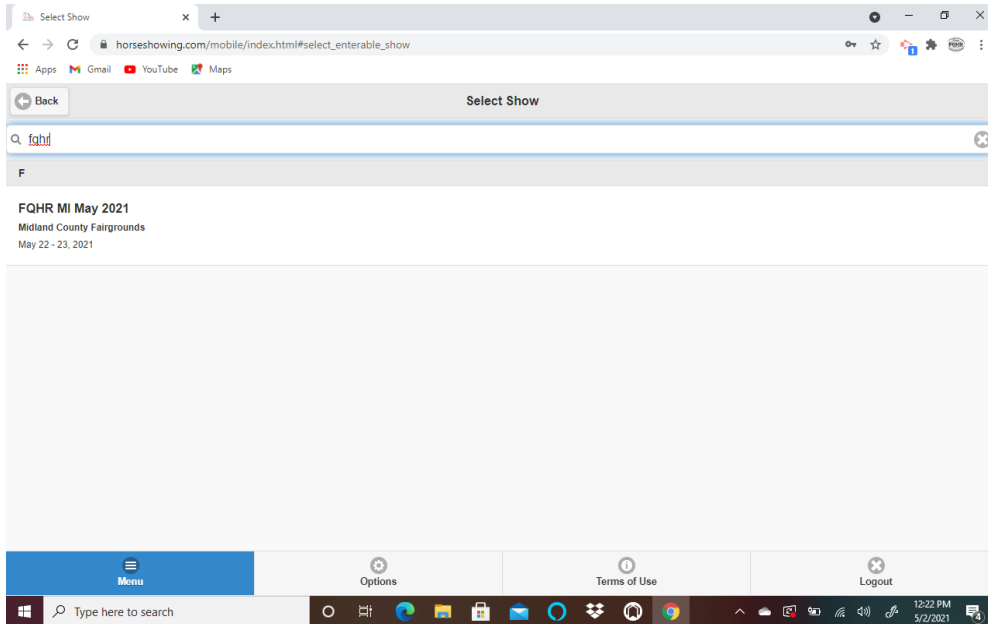 Select Show
horseshowing.com/mobile/index.html#select_enterable_show
Apps Gmail YouTube Maps
Back
Select Show
fqhr
F
FQHR MI May 2021
Midland County Fairgrounds
May 22 - 23, 2021
Menu Options Terms of Use Logout
Type here to search
12:22 PM
5/2/2021
1
4